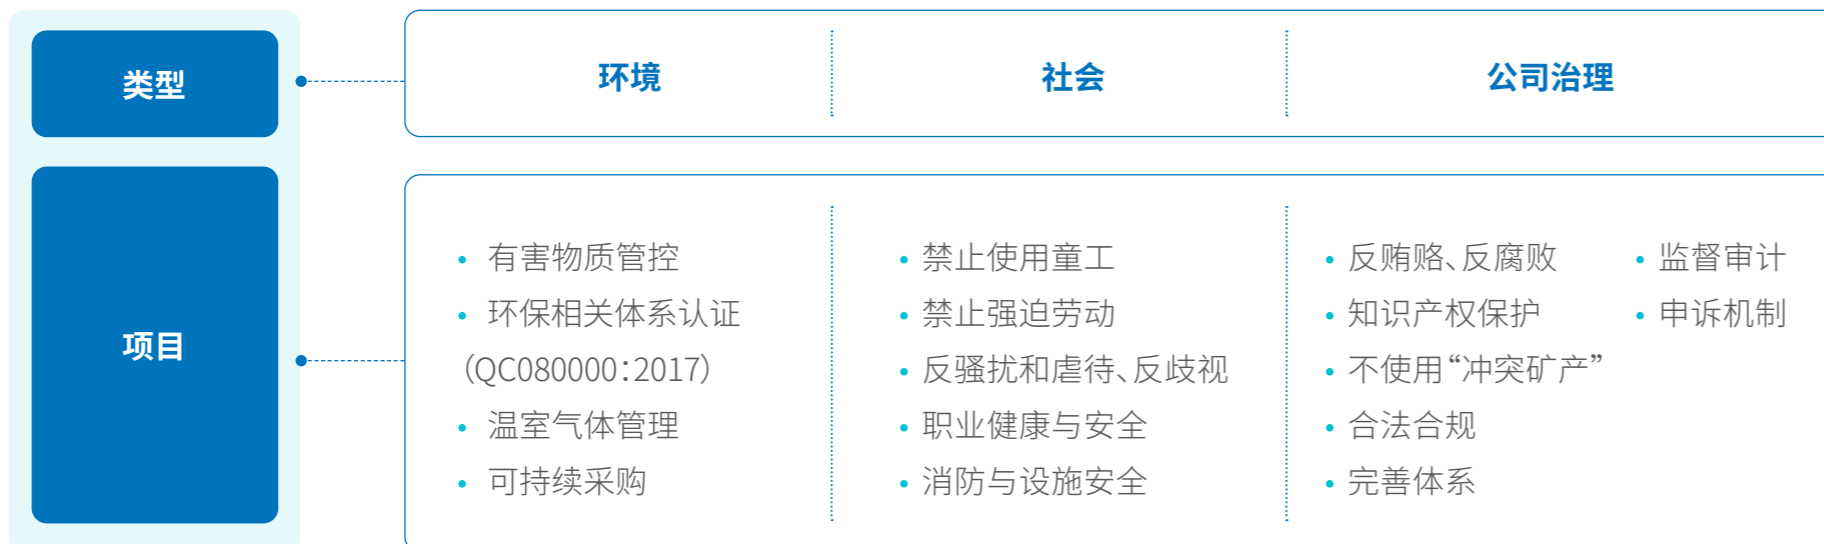 类型
环境
社会
公司治理
项目
• 有害物质管控
• 环保相关体系认证
（QC080000：2017）
• 温室气体管理
• 可持续采购
• 禁止使用童工
• 禁止强迫劳动
• 反骚扰和虐待、反歧视
• 职业健康与安全
• 消防与设施安全
• 反贿赂、反腐败
• 知识产权保护
• 不使用“冲突矿产”
• 合法合规
• 完善体系
• 监督审计
• 申诉机制